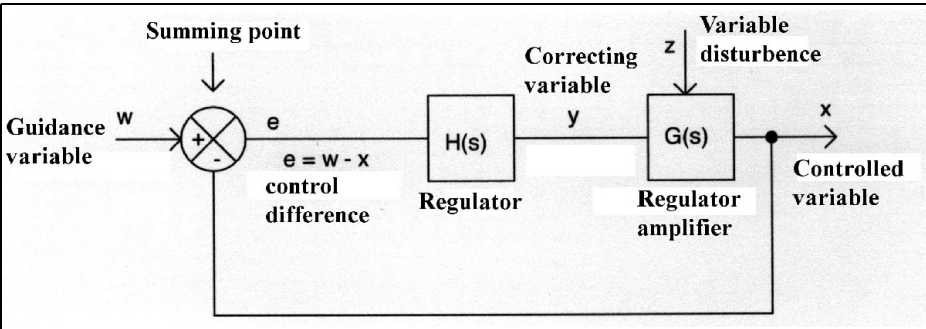 Summing point
Variable
disturbence
z
Correcting
variable
Guidance
variable
w
+
-
e
e = w - x
control
difference
H(s)
Regulator
y
G(s)
Regulator
amplifier
x
Controlled
variable